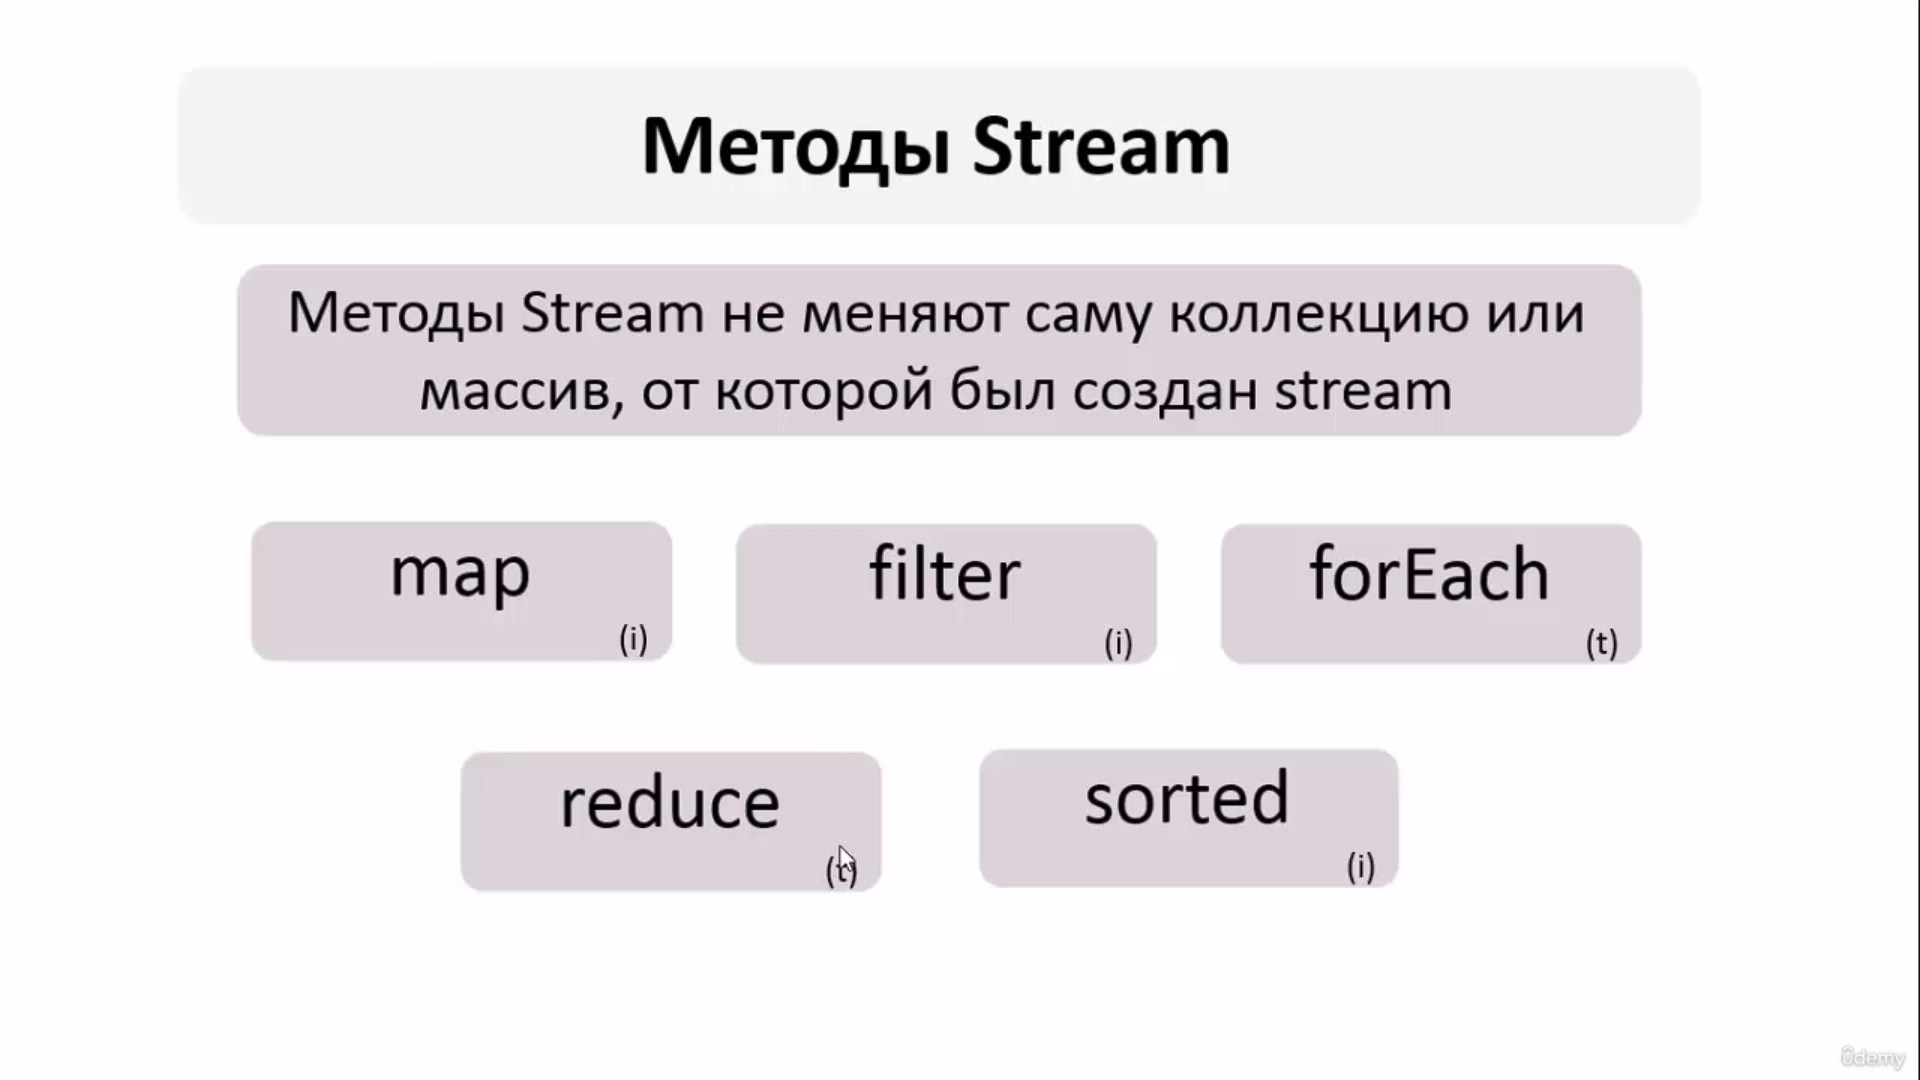 Методы Stream
Методы Stream не меняют саму коллекцию или
массив, от которой был создан stream
map
(i)
filter
(i)
forEach
(t)
reduce
(t)
sorted
(i)
ûdemy